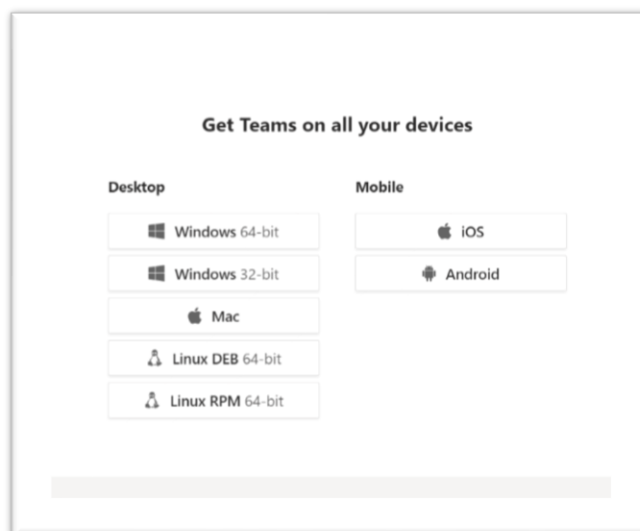 Get Teams on all your devices
Desktop
Windows 64-bit
Windows 32-bit
Mac
Linux DEB 64-bit
Linux RPM 64-bit
Mobile
iOS
Android